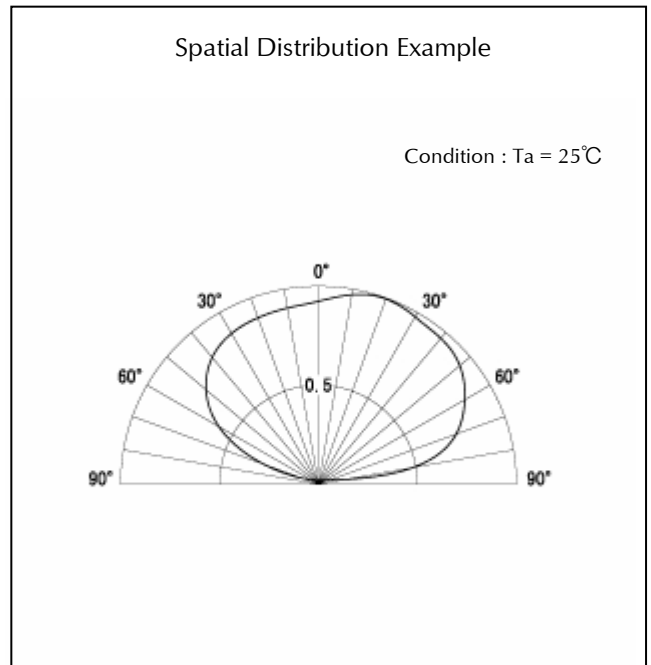 Spatial Distribution Example
Condition : Ta = 25℃
0°
30° 30°
60° 60°
0.5
90° 90°